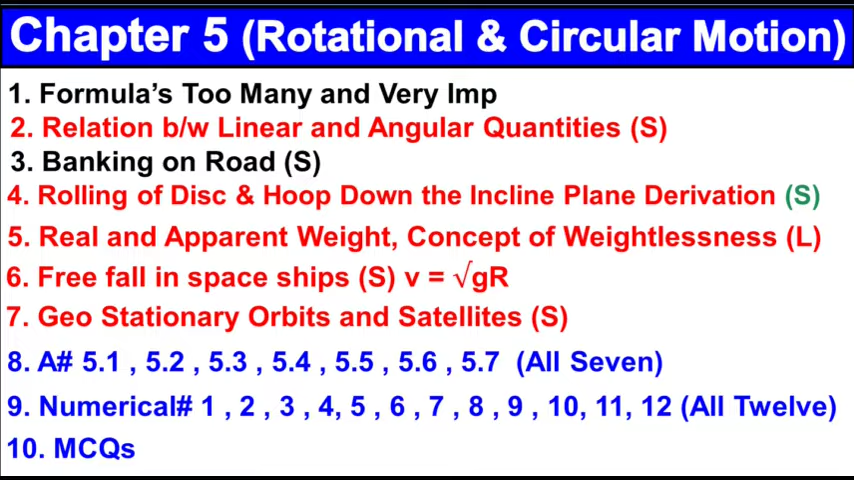 Chapter 5 (Rotational & Circular Motion)
1. Formula's Too Many and Very Imp
2. Relation b/w Linear and Angular Quantities (S)
3. Banking on Road (S)
4. Rolling of Disc & Hoop Down the Incline Plane Derivation (S)
5. Real and Apparent Weight, Concept of Weightlessness (L)
6. Free fall in space ships (S) v = √gR
7. Geo Stationary Orbits and Satellites (S)
8. A# 5.1 , 5.2 , 5.3 , 5.4 , 5.5 , 5.6 , 5.7 (All Seven)
9. Numerical# 1 , 2 , 3 , 4, 5 , 6 , 7 , 8 , 9 , 10, 11, 12 (All Twelve)
10. MCQs